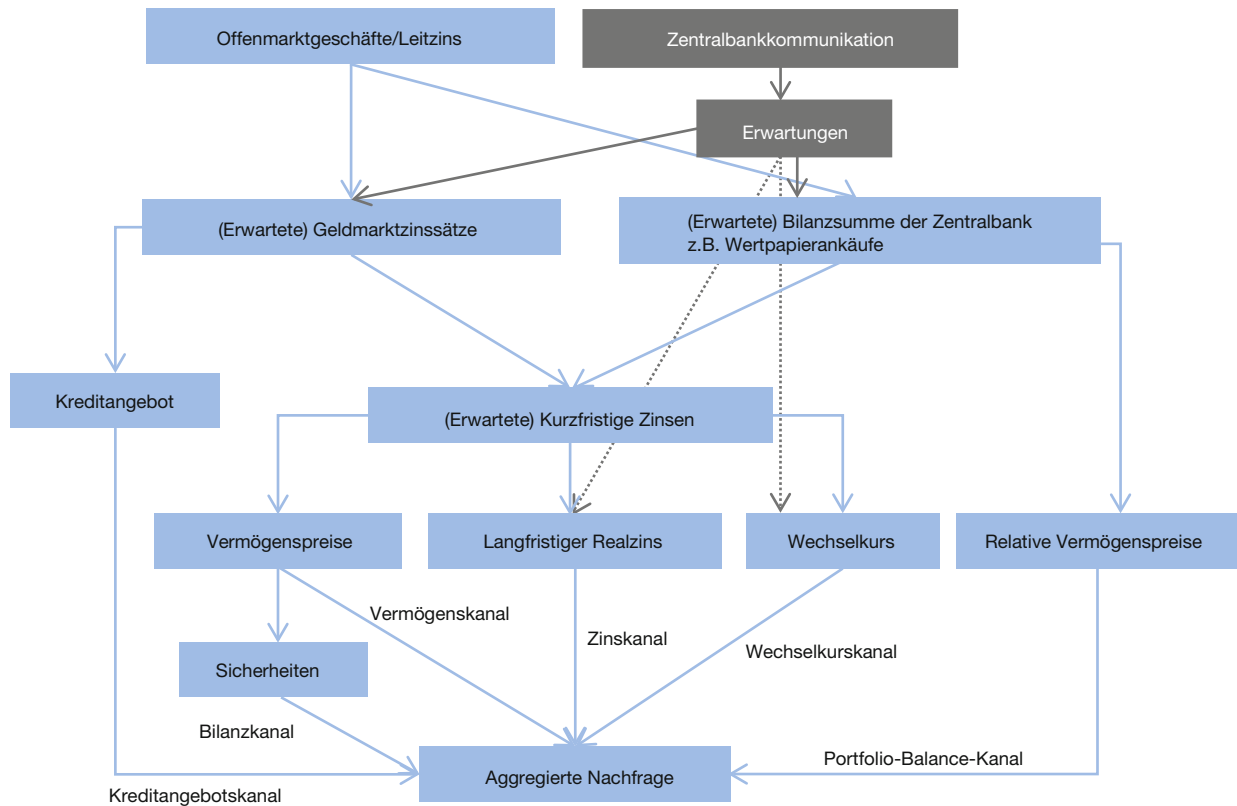 Offenmarktgeschäfte/Leitzins
Zentralbankkommunikation
Erwartungen
(Erwartete) Geldmarktzinssätze
(Erwartete) Bilanzsumme der Zentralbank
z.B. Wertpapierankäufe
Kreditangebot
(Erwartete) Kurzfristige Zinsen
Vermögenspreise
Langfristiger Realzins
Wechselkurs
Relative Vermögenspreise
Vermögenskanal
Zinskanal
Wechselkurskanal
Sicherheiten
Bilanzkanal
Portfolio-Balance-Kanal
Aggregierte Nachfrage
Kreditangebotskanal